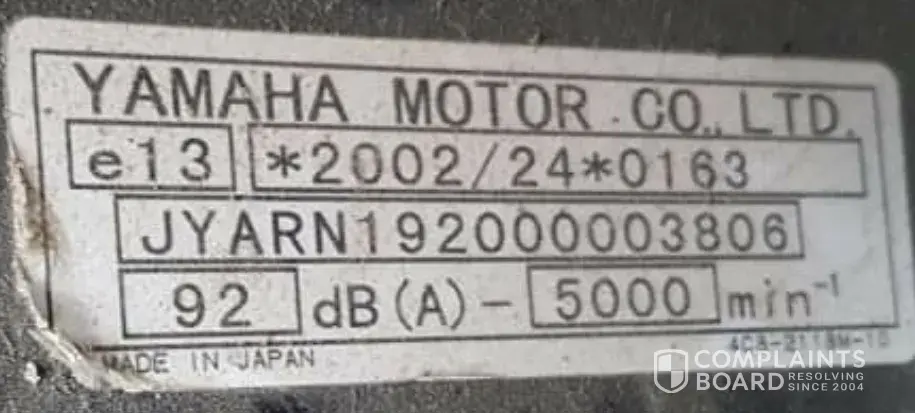 YAMAHA MOTOR CO., LTD.
e13 *2002/24*0163
JYARN192000003806
92 dB(A) - 5000 min⁻¹
MADE IN JAPAN
COMPLAINTS
BOARD RESOLVING
SINCE 2004